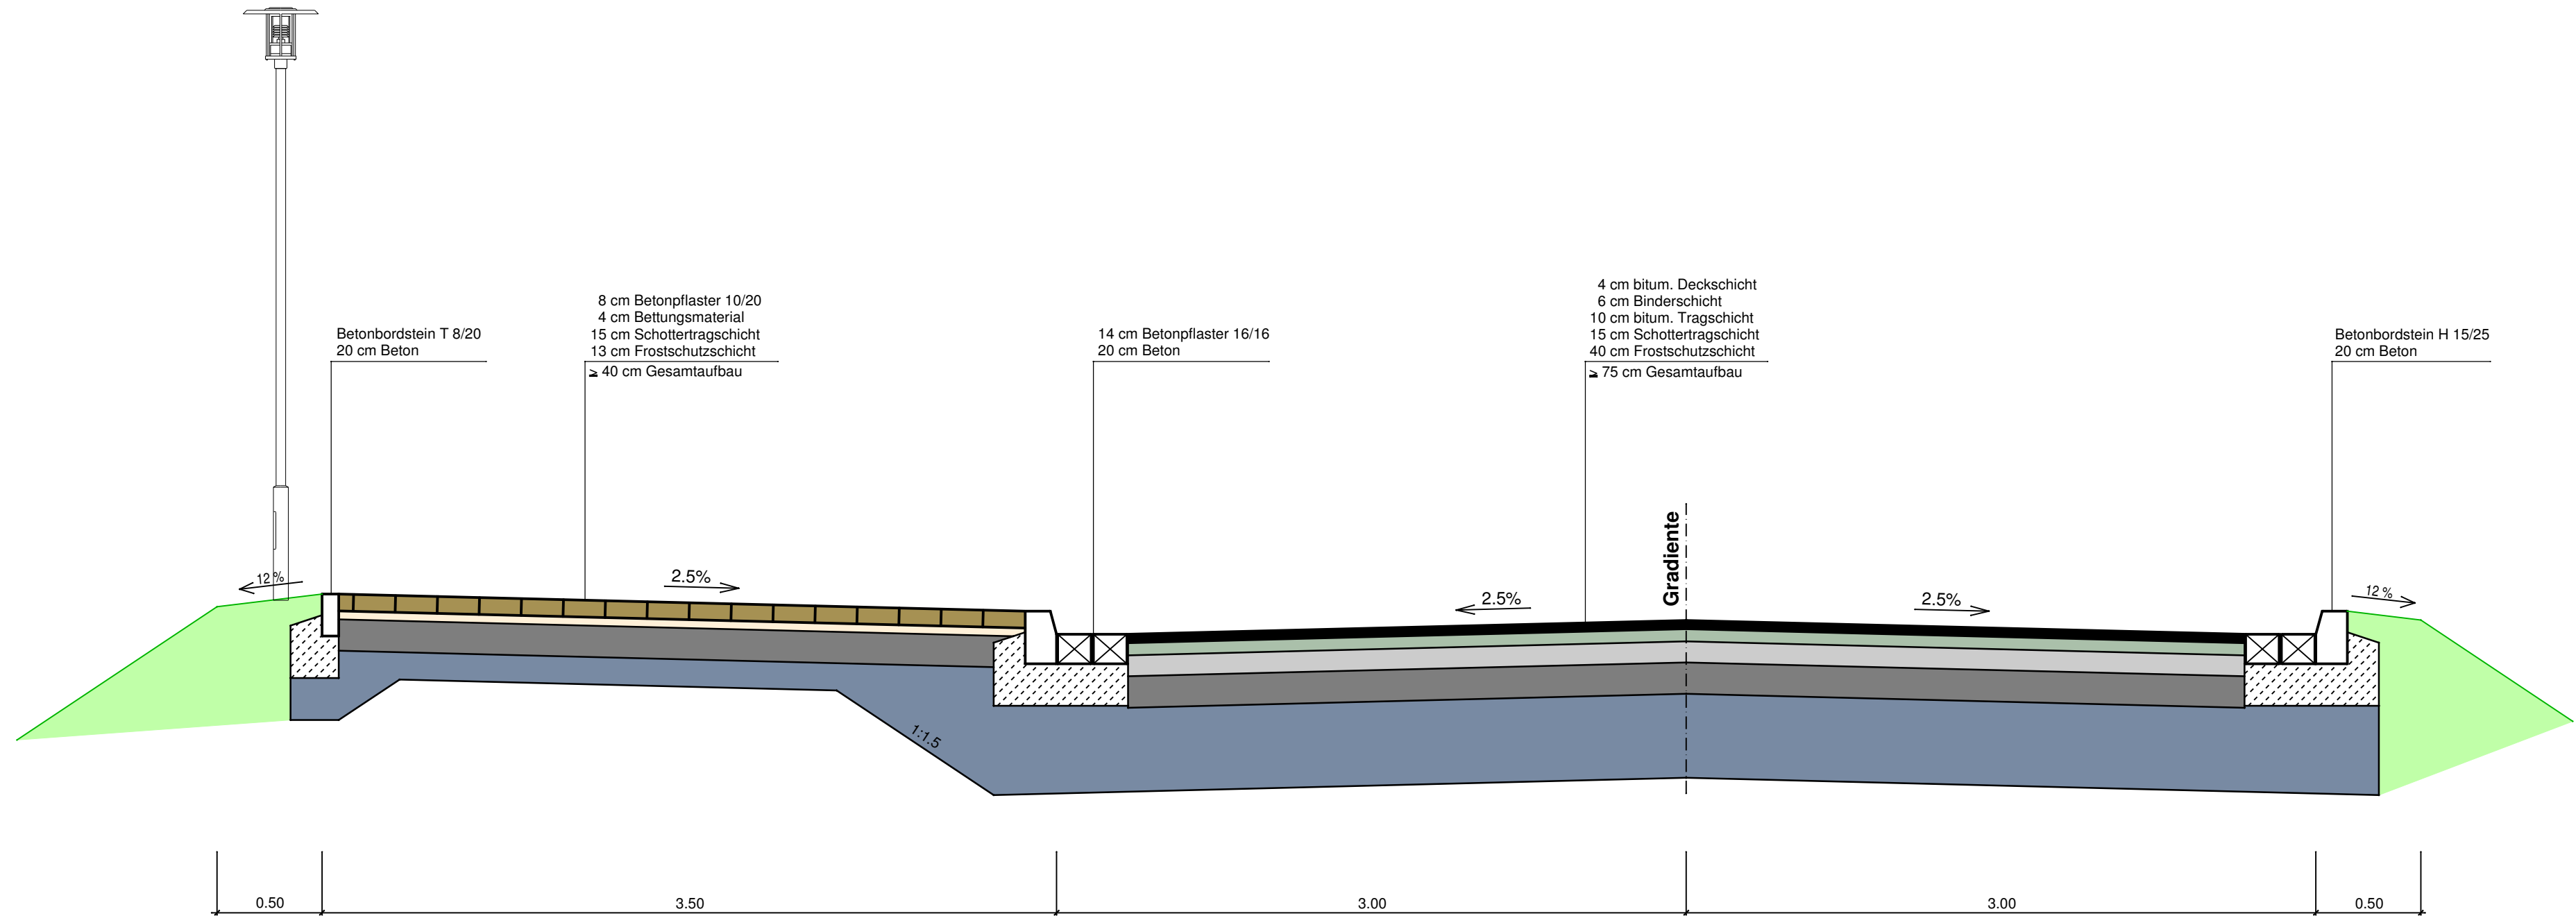 Betonbordstein T 8/20
20 cm Beton
8 cm Betonpflaster 10/20
4 cm Bettungsmaterial
15 cm Schottertragschicht
13 cm Frostschutzschicht
≥ 40 cm Gesamtaufbau
14 cm Betonpflaster 16/16
20 cm Beton
4 cm bitum. Deckschicht
6 cm Binderschicht
10 cm bitum. Tragschicht
15 cm Schottertragschicht
40 cm Frostschutzschicht
≥ 75 cm Gesamtaufbau
Betonbordstein H 15/25
20 cm Beton
Gradiente
12 %
2.5%
2.5%
2.5%
12 %
1:1.5
0.50
3.50
3.00
3.00
0.50